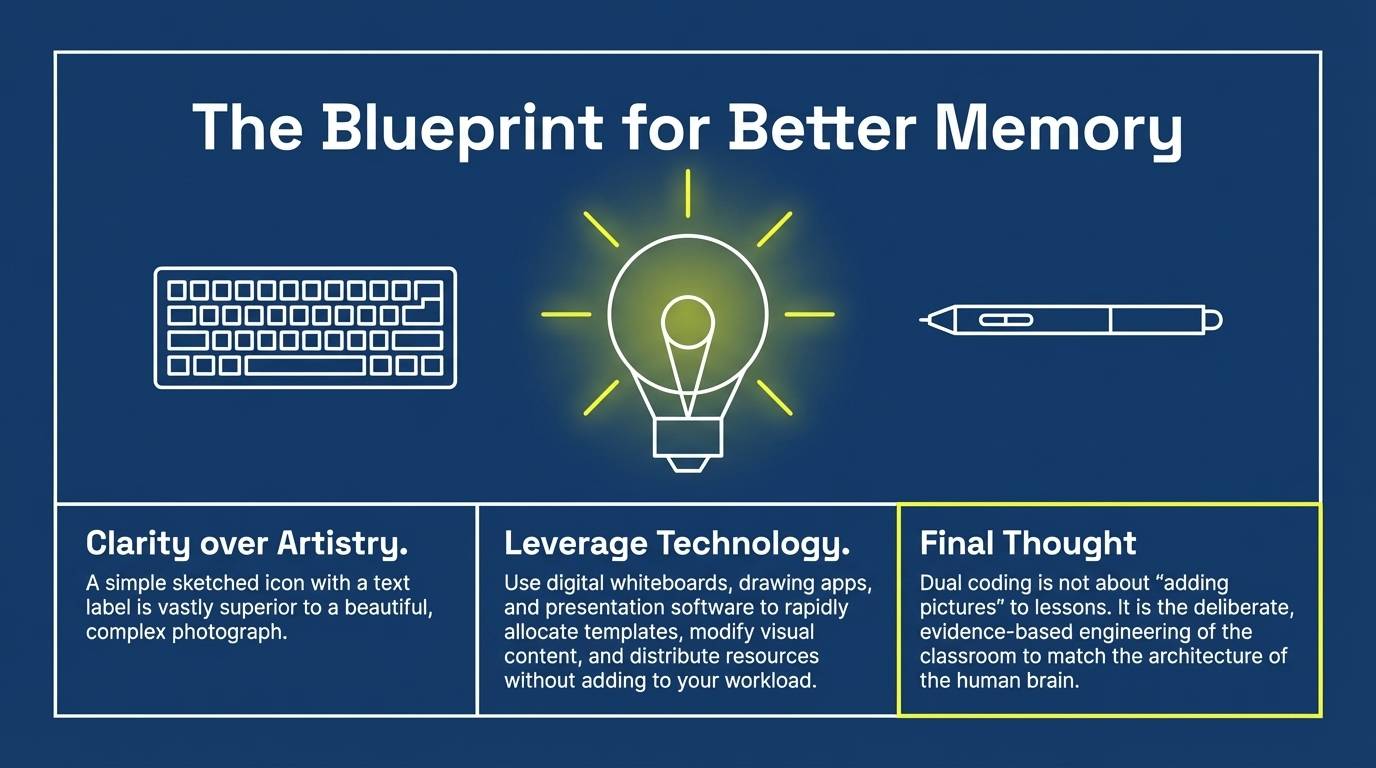 The Blueprint for Better Memory
Clarity over Artistry.
A simple sketched icon with a text
label is vastly superior to a beautiful,
complex photograph.
Leverage Technology.
Use digital whiteboards, drawing apps,
and presentation software to rapidly
allocate templates, modify visual
content, and distribute resources
without adding to your workload.
Final Thought
Dual coding is not about “adding
pictures” to lessons. It is the deliberate,
evidence-based engineering of the
classroom to match the architecture of
the human brain.